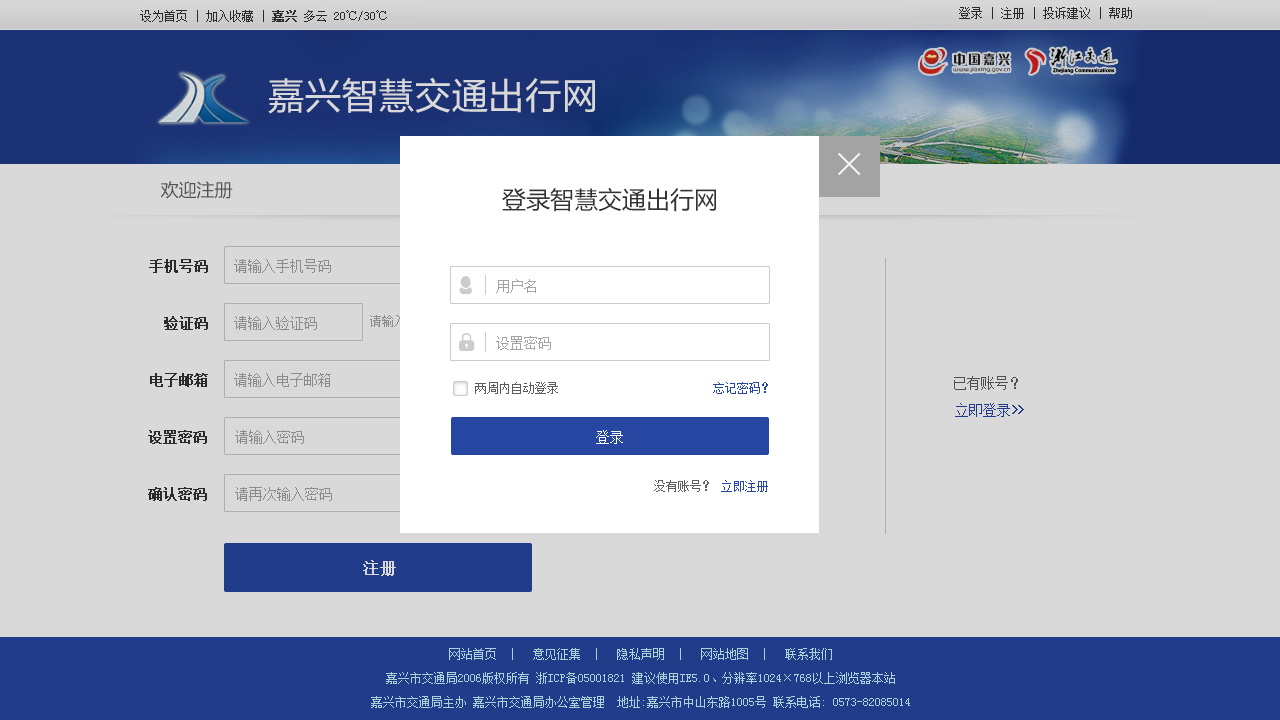 设为首页 | 加入收藏 | 嘉兴 多云 20℃/30℃
登录 | 注册 | 投诉建议 | 帮助
嘉兴智慧交通出行网
中国嘉兴
www.jiaxing.gov.cn
浙江交通
Zhejiang Communications
欢迎注册
登录智慧交通出行网
手机号码 请输入手机号码
用户名
验证码 请输入验证码 请输入
设置密码
电子邮箱 请输入电子邮箱
两周内自动登录 忘记密码?
已有账号?
立即登录>>
设置密码 请输入密码
登录
确认密码 请再次输入密码
没有账号? 立即注册
注册
网站首页 | 意见征集 | 隐私声明 | 网站地图 | 联系我们
嘉兴市交通局2006版权所有 浙ICP备05001821 建议使用IE5.0、分辨率1024×768以上浏览器本站
嘉兴市交通局主办 嘉兴市交通局办公室管理 地址:嘉兴市中山东路1005号 联系电话: 0573-82085014